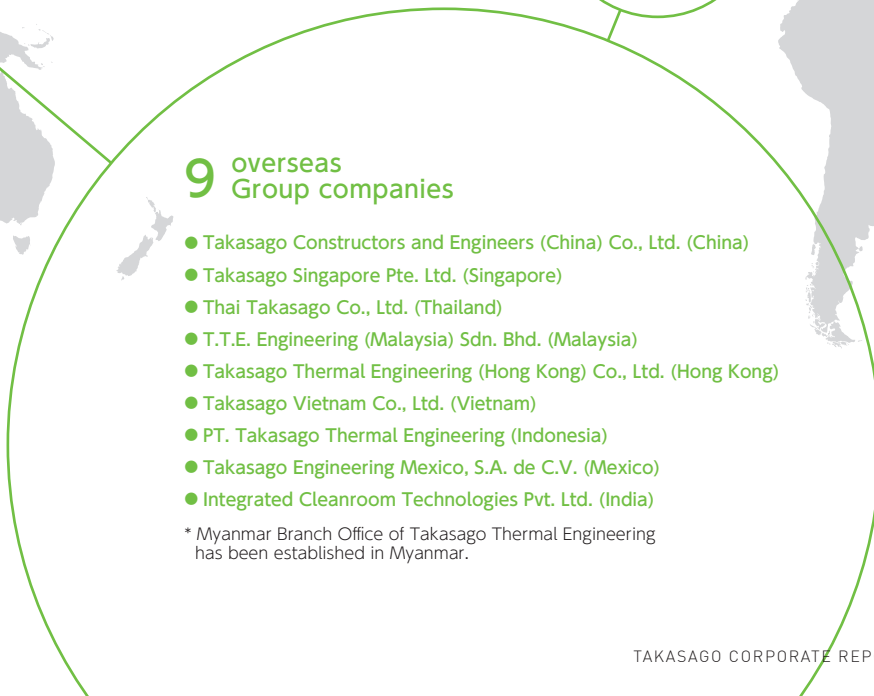 9 overseas
Group companies
● Takasago Constructors and Engineers (China) Co., Ltd. (China)
● Takasago Singapore Pte. Ltd. (Singapore)
● Thai Takasago Co., Ltd. (Thailand)
● T.T.E. Engineering (Malaysia) Sdn. Bhd. (Malaysia)
● Takasago Thermal Engineering (Hong Kong) Co., Ltd. (Hong Kong)
● Takasago Vietnam Co., Ltd. (Vietnam)
● PT. Takasago Thermal Engineering (Indonesia)
● Takasago Engineering Mexico, S.A. de C.V. (Mexico)
● Integrated Cleanroom Technologies Pvt. Ltd. (India)
* Myanmar Branch Office of Takasago Thermal Engineering
has been established in Myanmar.
TAKASAGO CORPORATE REP